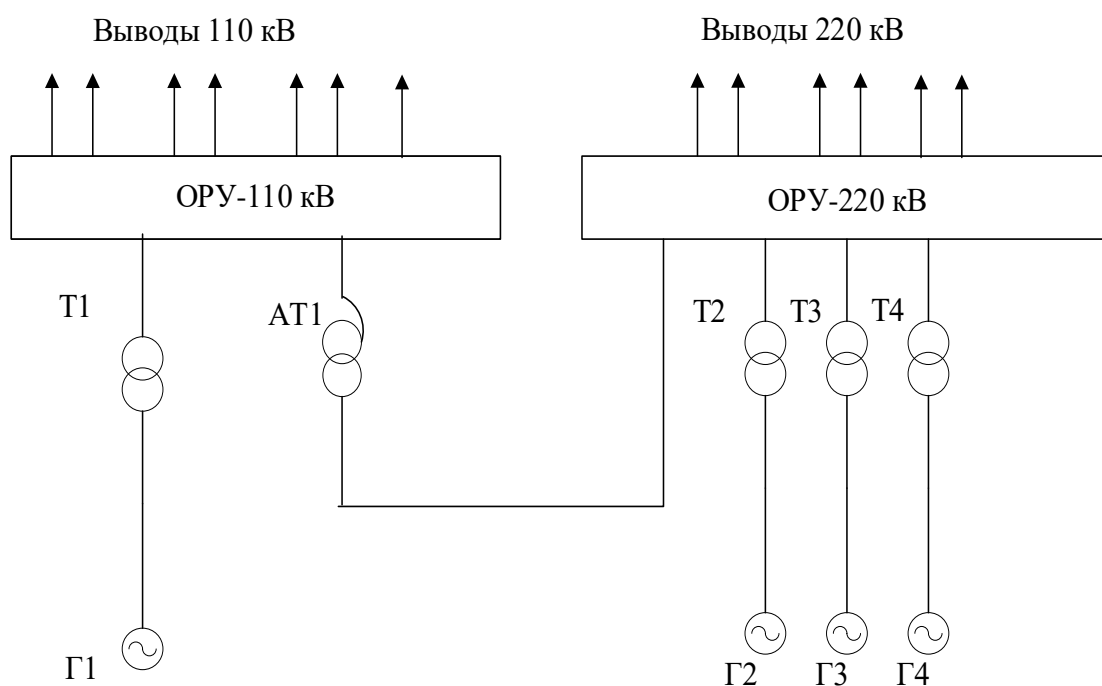 Выводы 110 кВ
Выводы 220 кВ
ОРУ-110 кВ
ОРУ-220 кВ
Т1
АТ1
Т2
Т3
Т4
Г1
Г2
Г3
Г4